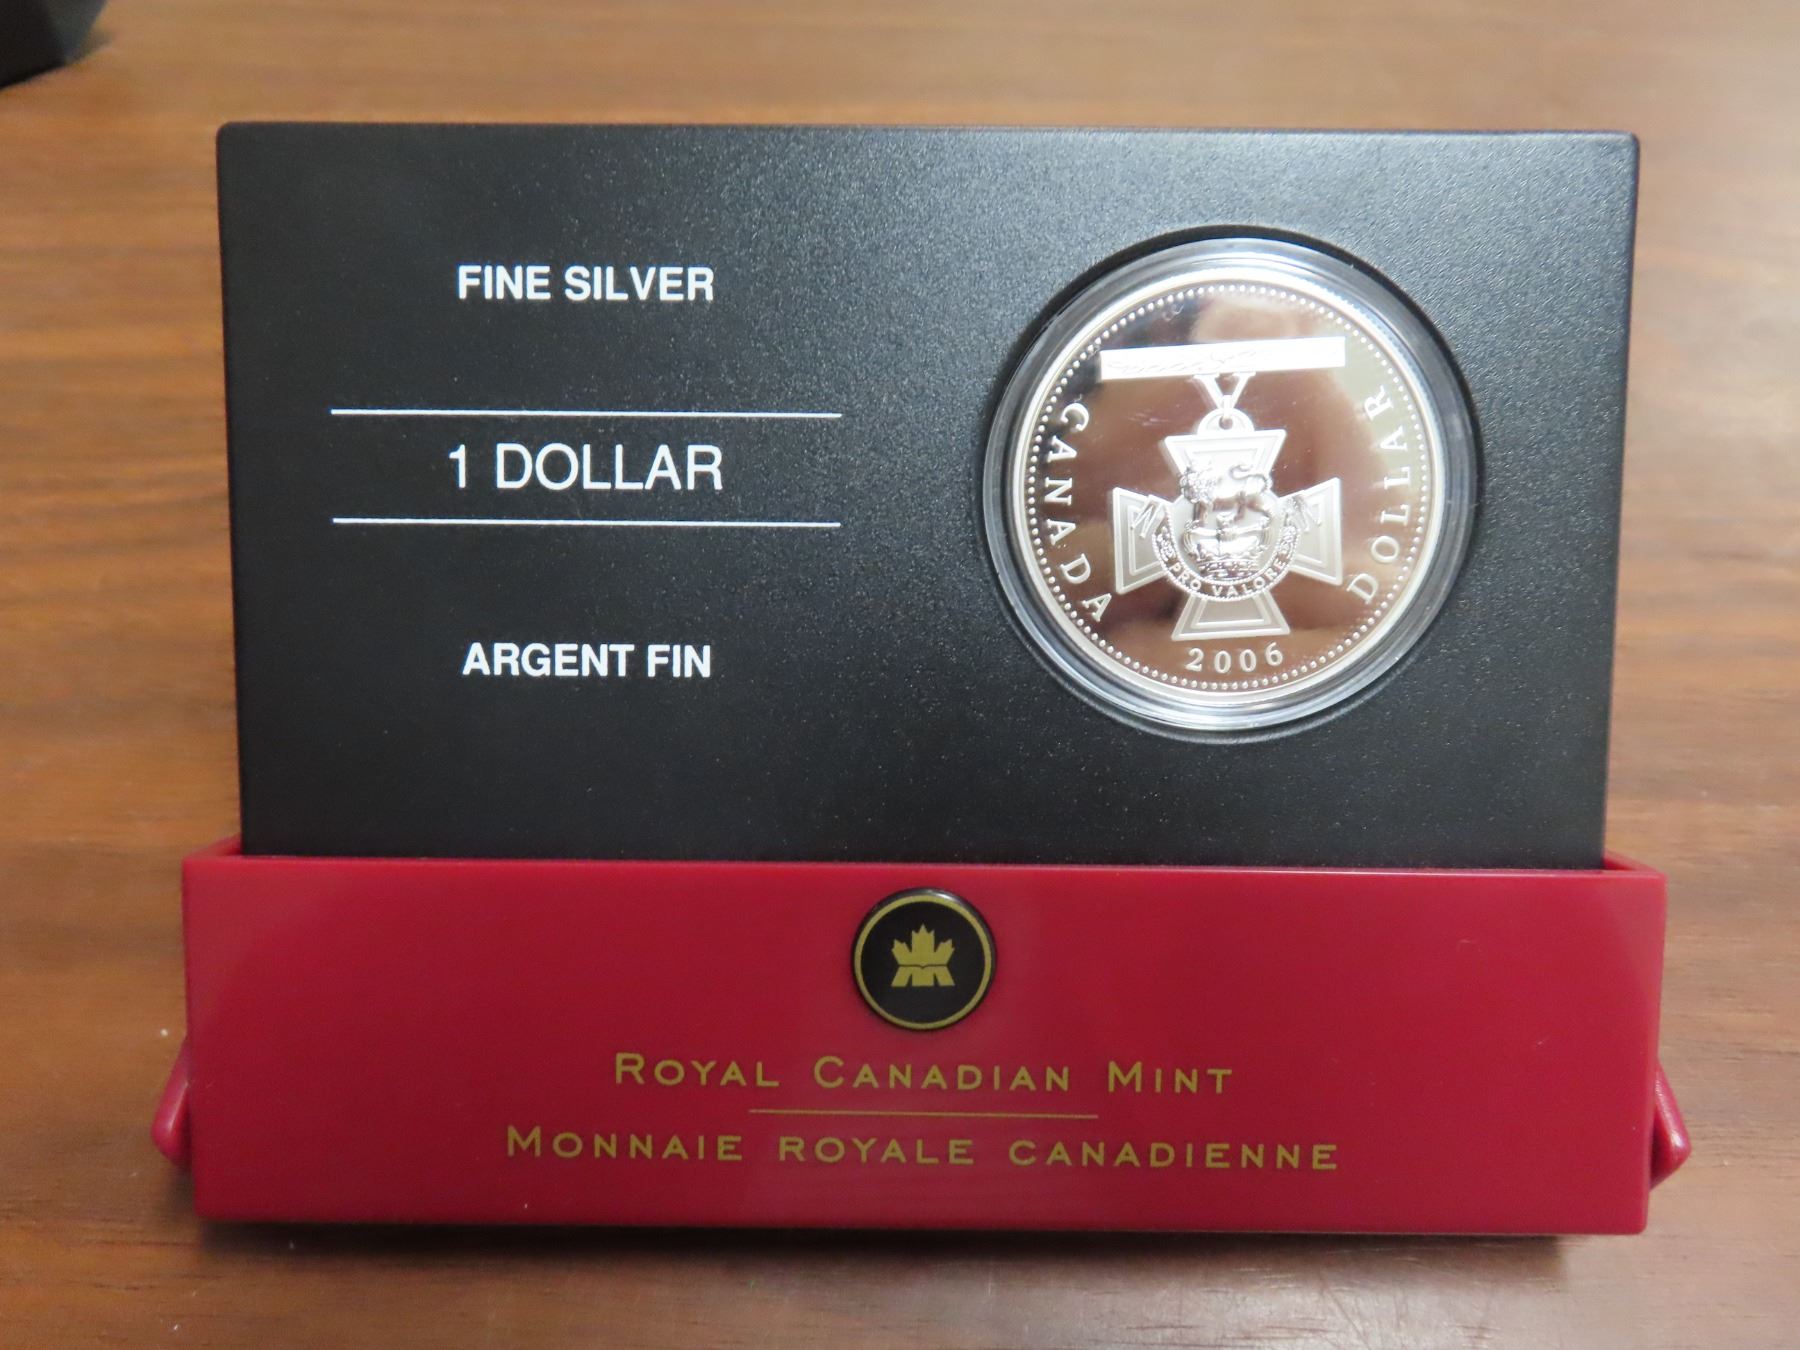 FINE SILVER
1 DOLLAR
ARGENT FIN
CANADA
DOLLAR
PRO VALORE
2006
ROYAL CANADIAN MINT
MONNAIE ROYALE CANADIENNE